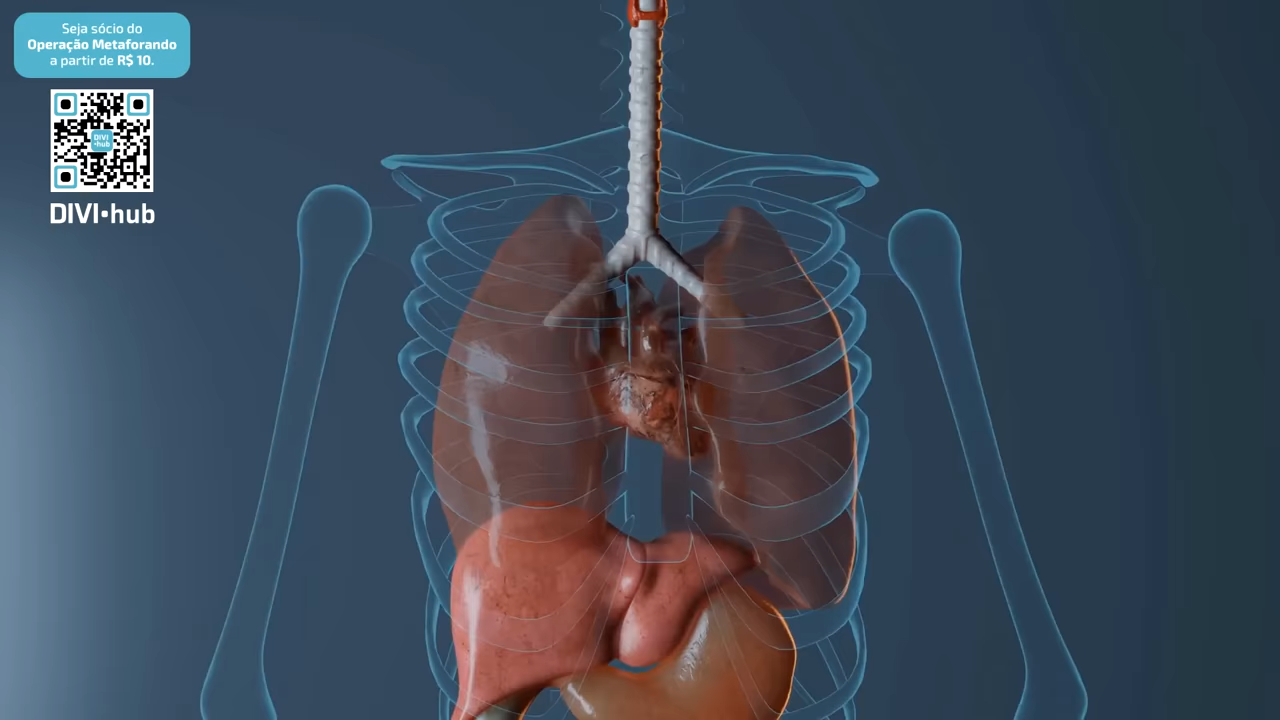 Seja sócio do
Operação Metaforando
a partir de R$ 10.
DIVI
•hub
DIVI•hub